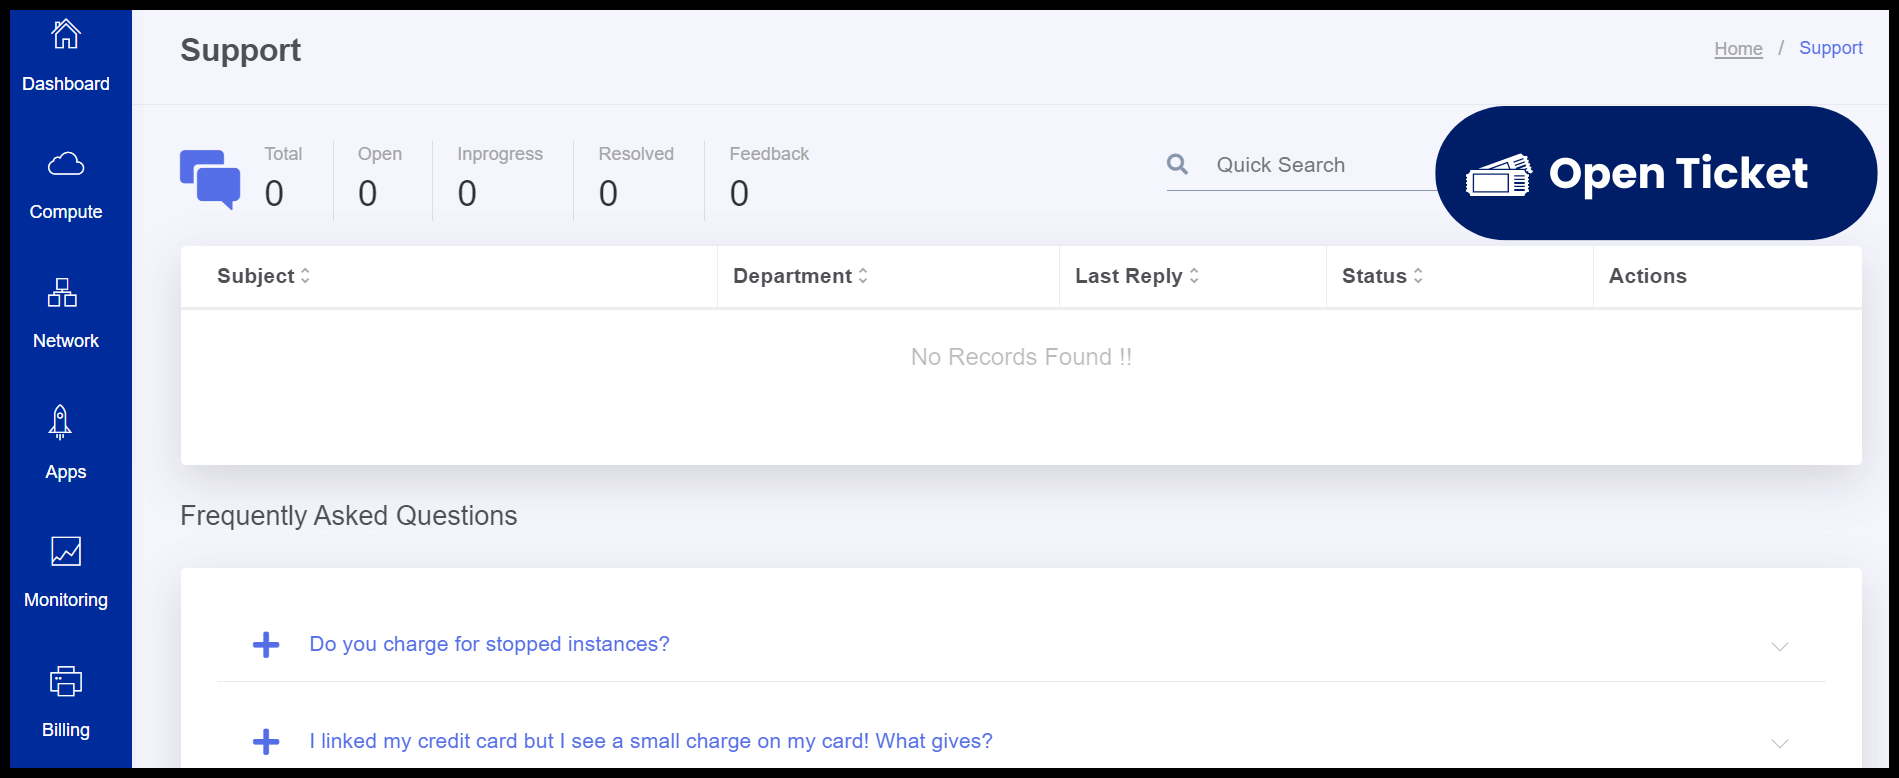 Dashboard
Compute
Network
Apps
Monitoring
Billing
Support
Home / Support
Total Open Inprogress Resolved Feedback
0 0 0 0 0
Quick Search
Open Ticket
Subject Department Last Reply Status Actions
No Records Found !!
Frequently Asked Questions
Do you charge for stopped instances?
I linked my credit card but I see a small charge on my card! What gives?